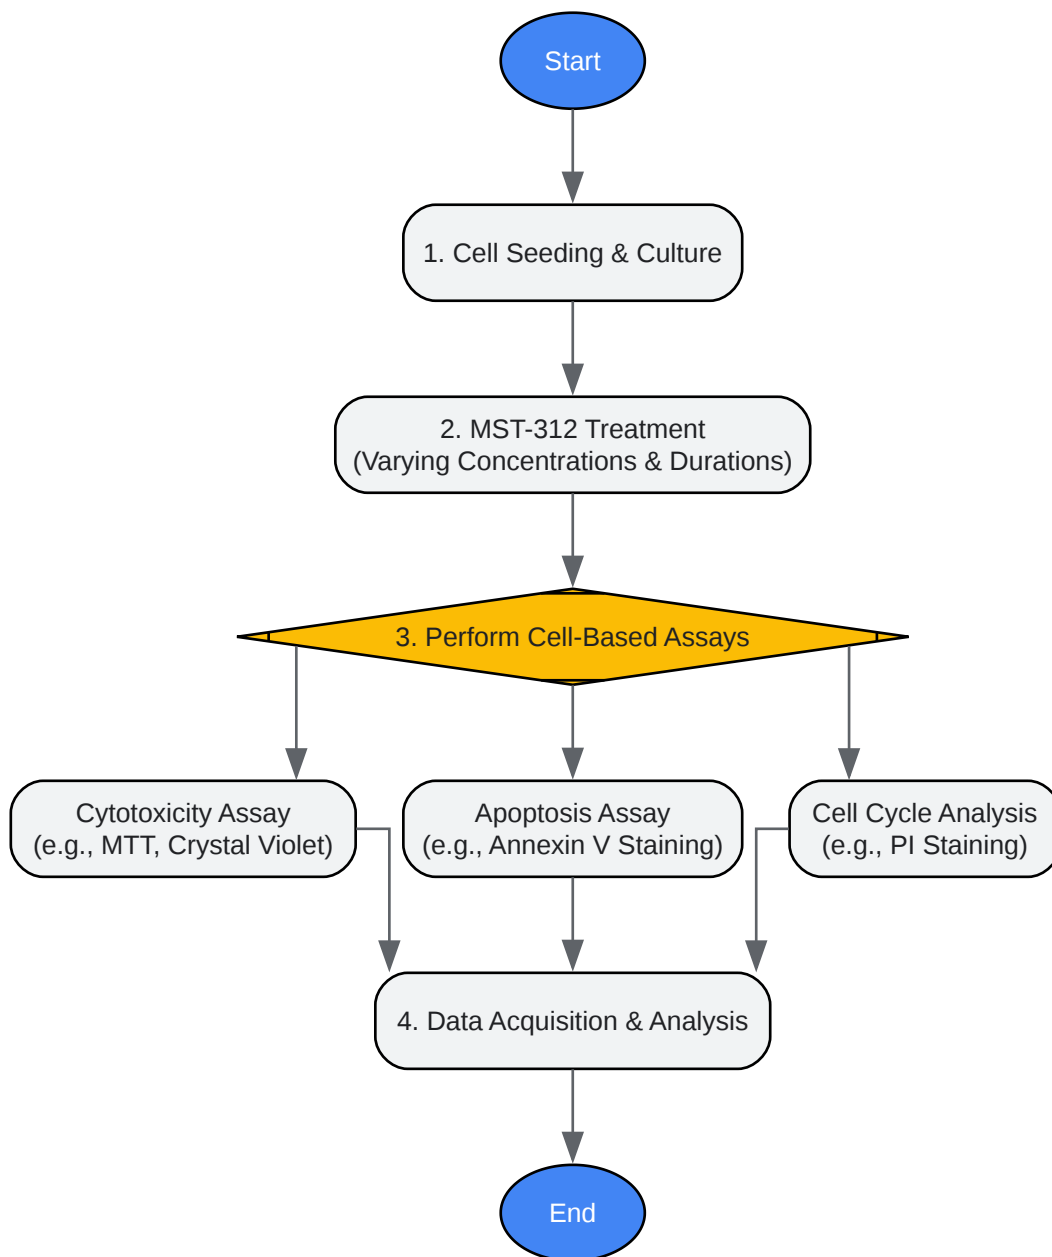 Start
1. Cell Seeding & Culture
2. MST-312 Treatment
(Varying Concentrations & Durations)
3. Perform Cell-Based Assays
Cytotoxicity Assay
(e.g., MTT, Crystal Violet)
Apoptosis Assay
(e.g., Annexin V Staining)
Cell Cycle Analysis
(e.g., PI Staining)
4. Data Acquisition & Analysis
End